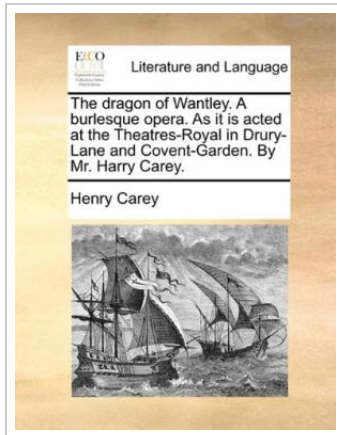 ECCO
Literature and Language
The dragon of Wantley. A
burlesque opera. As it is acted
at the Theatres-Royal in Drury-
Lane and Covent-Garden. By
Mr. Harry Carey.
Henry Carey